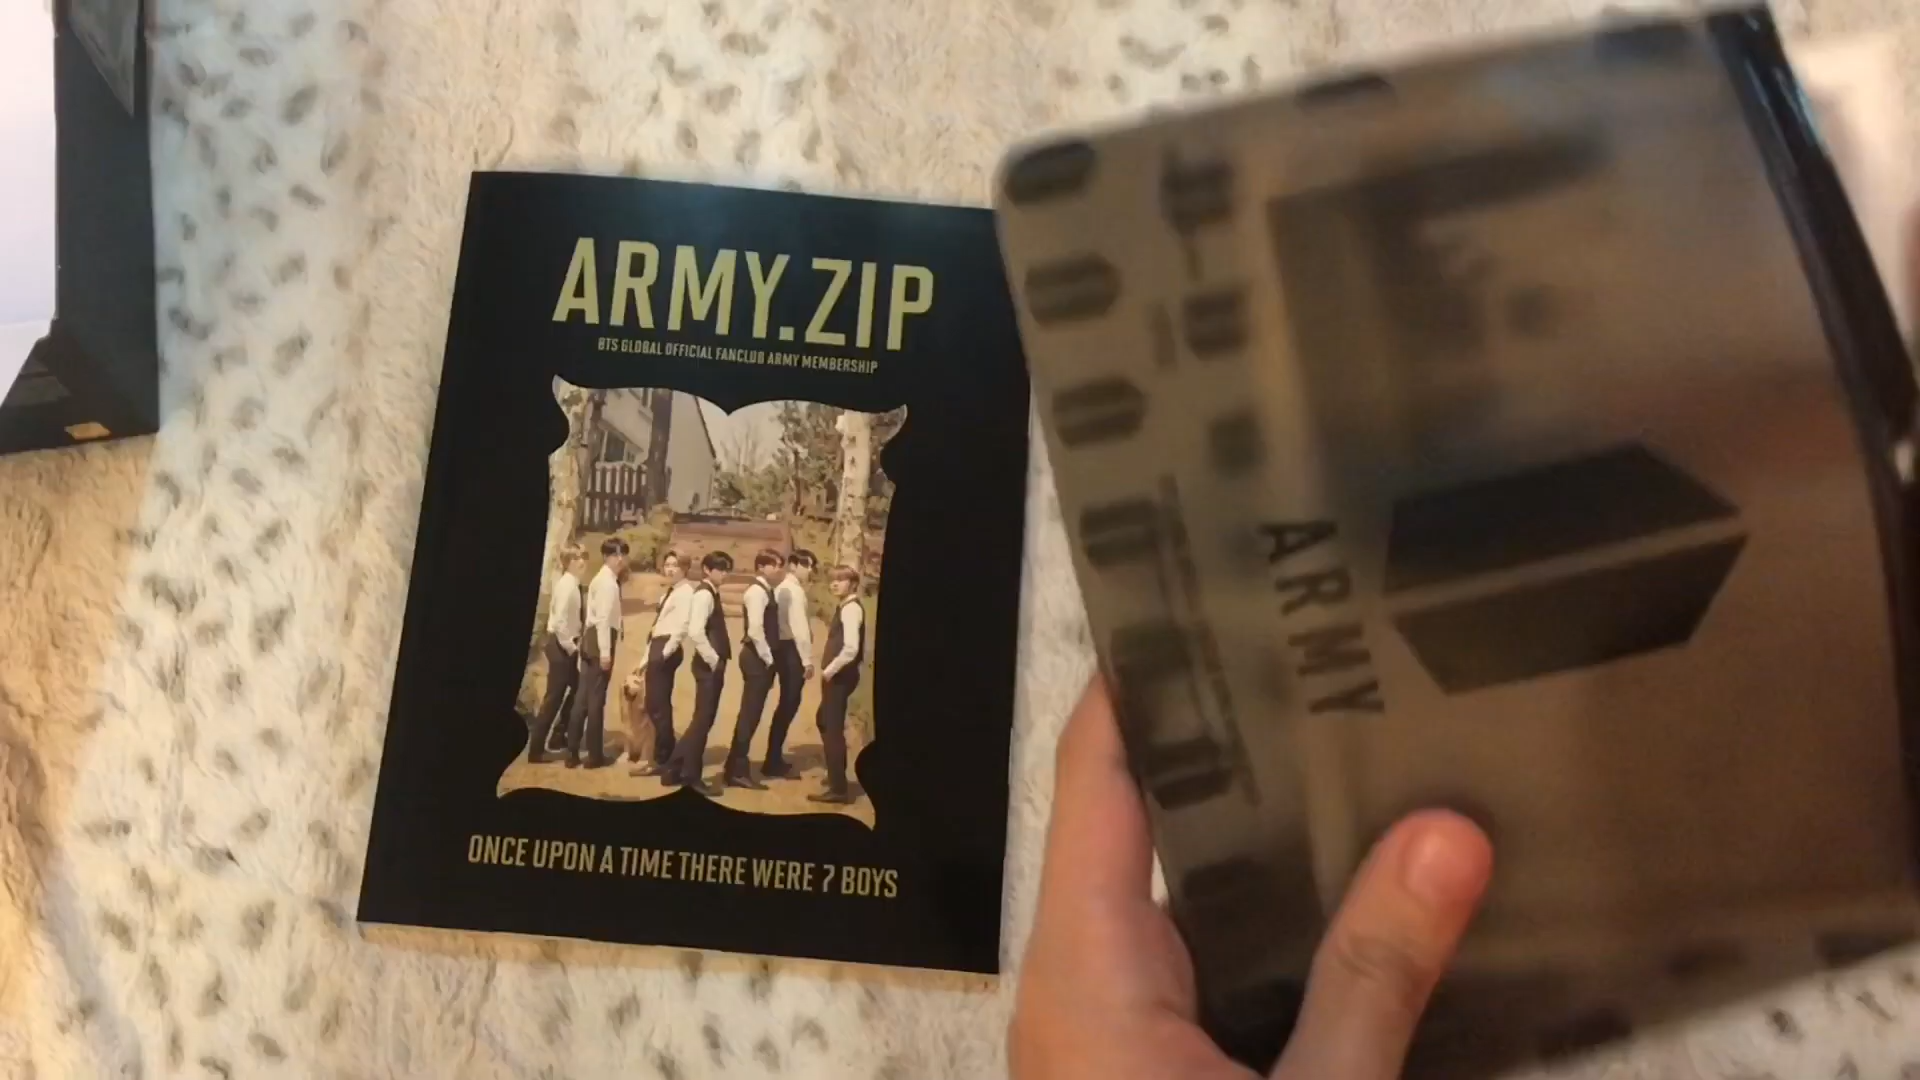 ARMY.ZIP
BTS GLOBAL OFFICIAL FANCLUB ARMY MEMBERSHIP
ONCE UPON A TIME THERE WERE 7 BOYS
ARMY